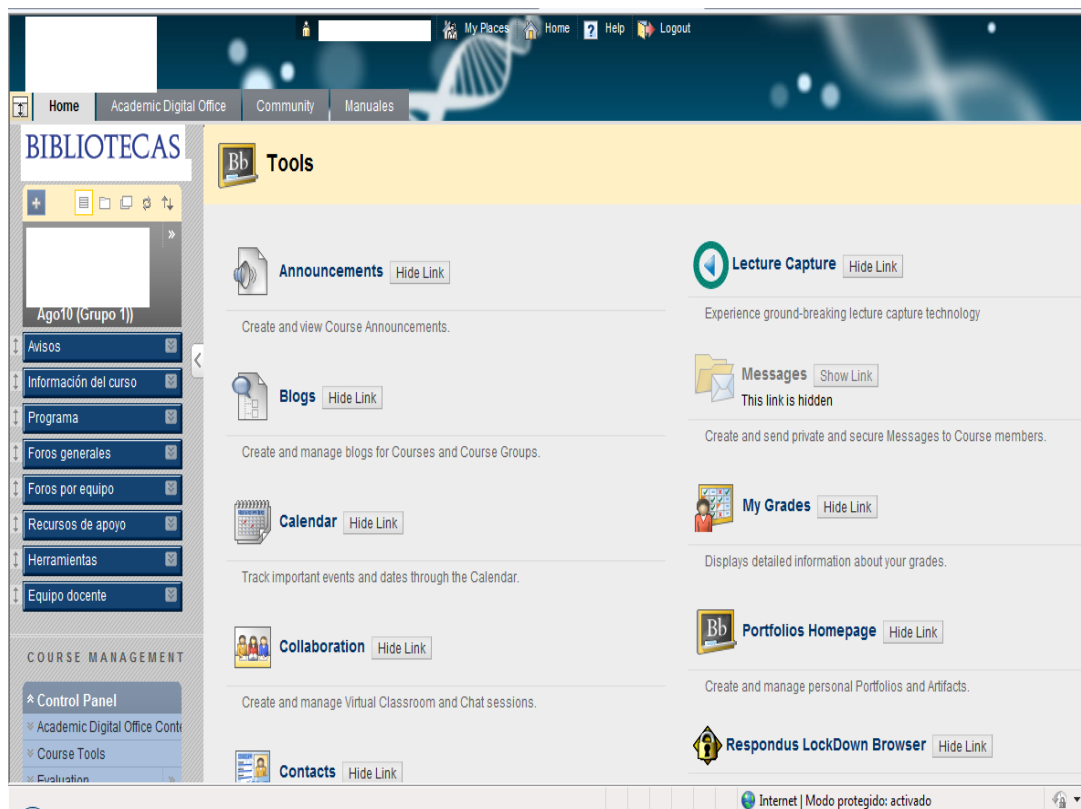 My Places Home Help Logout
Home Academic Digital Office Community Manuales
BIBLIOTECAS
Ago10 (Grupo 1))
Avisos
Información del curso
Programa
Foros generales
Foros por equipo
Recursos de apoyo
Herramientas
Equipo docente
COURSE MANAGEMENT
Control Panel
Academic Digital Office Conte
Course Tools
Evaluation
Bb Tools
Announcements Hide Link
Create and view Course Announcements.
Blogs Hide Link
Create and manage blogs for Courses and Course Groups.
Calendar Hide Link
Track important events and dates through the Calendar.
Collaboration Hide Link
Create and manage Virtual Classroom and Chat sessions.
Contacts Hide Link
Lecture Capture Hide Link
Experience ground-breaking lecture capture technology
Messages Show Link
This link is hidden
Create and send private and secure Messages to Course members.
My Grades Hide Link
Displays detailed information about your grades.
Bb Portfolios Homepage Hide Link
Create and manage personal Portfolios and Artifacts.
Respondus LockDown Browser Hide Link
Internet | Modo protegido: activado